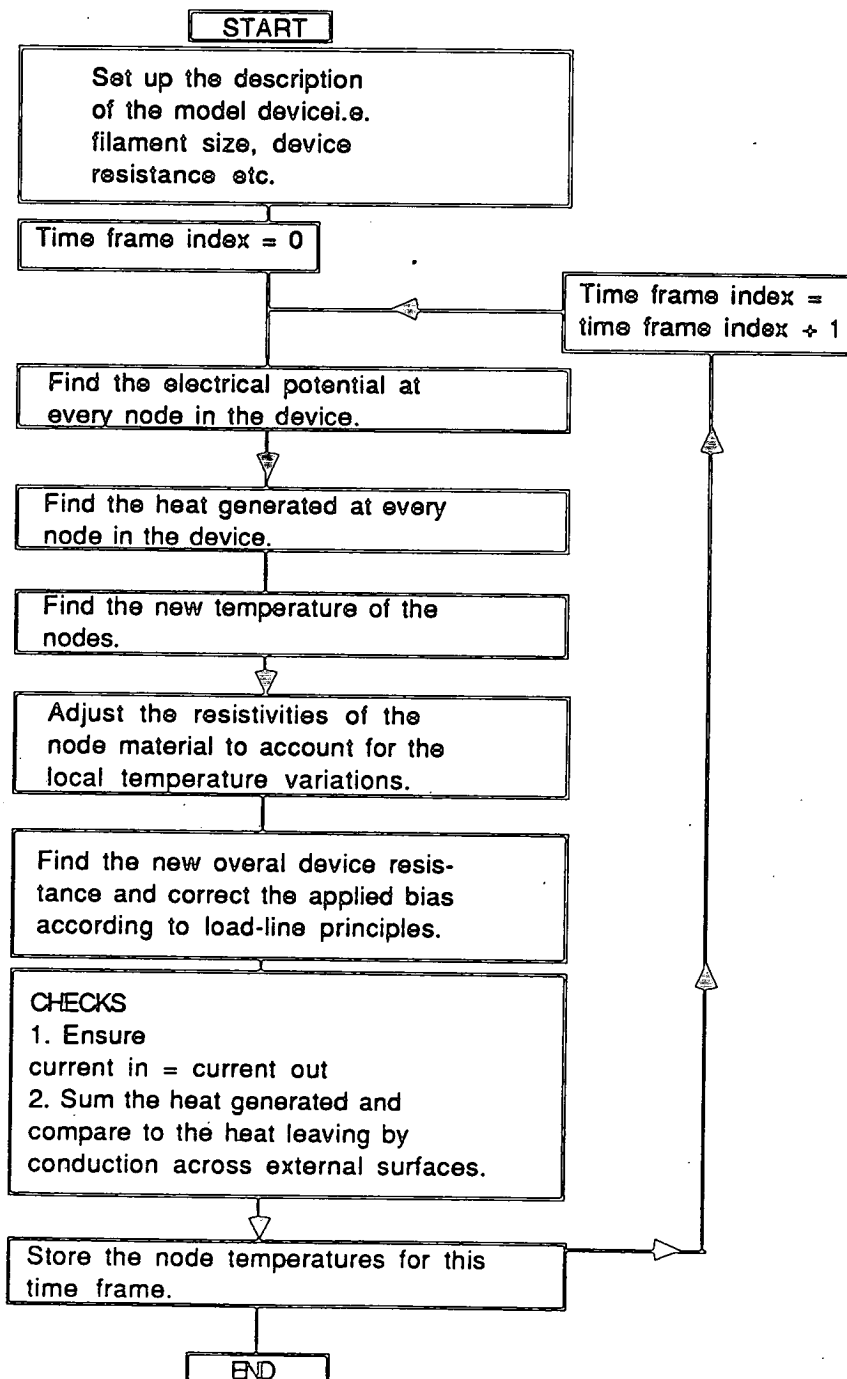 START
Set up the description
of the model devicei.e.
filament size, device
resistance etc.
Time frame index = 0
Time frame index =
time frame index + 1
Find the electrical potential at
every node in the device.
Find the heat generated at every
node in the device.
Find the new temperature of the
nodes.
Adjust the resistivities of the
node material to account for the
local temperature variations.
Find the new overal device resis-
tance and correct the applied bias
according to load-line principles.
CHECKS
1. Ensure
current in = current out
2. Sum the heat generated and
compare to the heat leaving by
conduction across external surfaces.
Store the node temperatures for this
time frame.
END